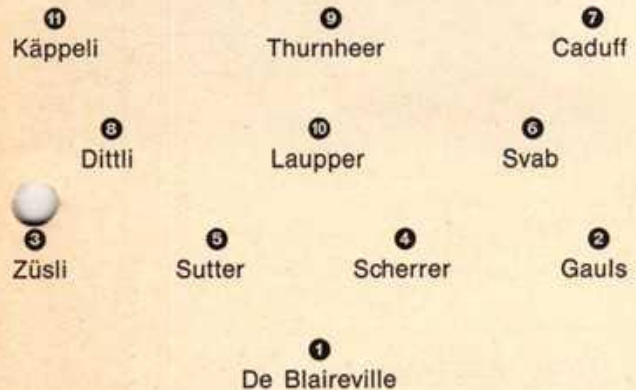 11 9 7
Käppeli Thurnheer Caduff
8 10 6
Dittli Laupper Svab
3 5 4 2
Züsli Sutter Scherrer Gauls
1
De Blaireville